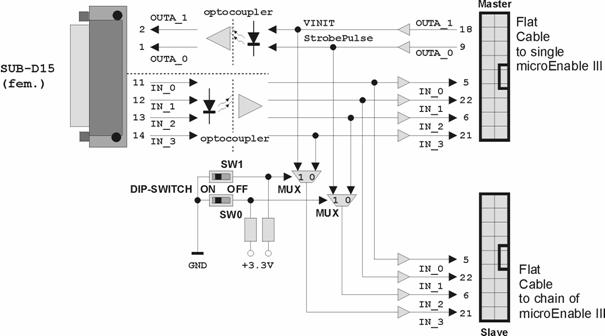 Master
optocoupler
OUTA_1
VINIT
OUTA_1
2
18
StrobePulse
1
9
OUTA_0
OUTA_0
Flat
Cable
to single
microEnable III
SUB-D15
(fem.)
11
IN_0
5
IN_0
12
IN_1
22
IN_1
13
IN_2
6
IN_2
14
IN_3
21
IN_3
optocoupler
SW1
1 0
MUX
DIP-SWITCH ON OFF
SW0
1 0
MUX
GND
+3.3V
5
IN_0
22
IN_1
6
IN_2
21
IN_3
Flat
Cable
to chain of
microEnable III
Slave